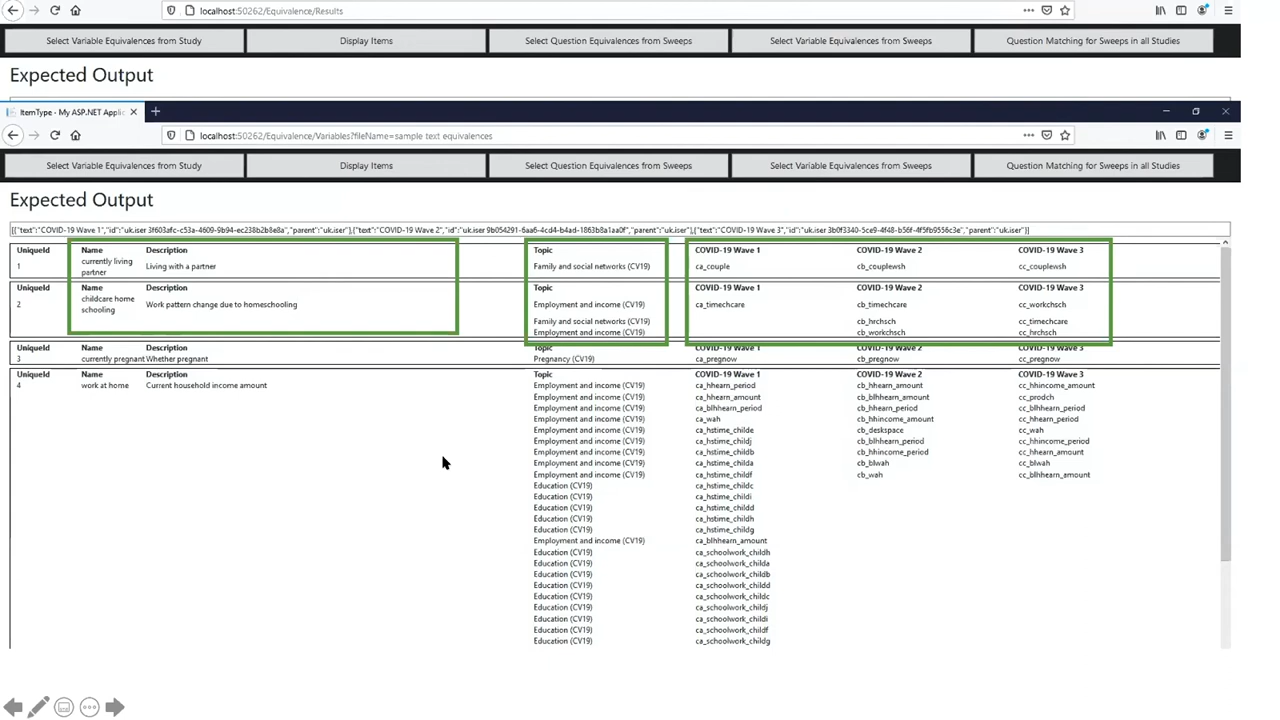 localhost:50262/Equivalence/Results
Select Variable Equivalences from Study Display Items Select Question Equivalences from Sweeps Select Variable Equivalences from Sweeps Question Matching for Sweeps in all Studies
Expected Output
ItemType - My ASP.NET Applic
localhost:50262/Equivalence/Variables?fileName=sample text equivalences
Select Variable Equivalences from Study Display Items Select Question Equivalences from Sweeps Select Variable Equivalences from Sweeps Question Matching for Sweeps in all Studies
Expected Output
[{"text":"COVID-19 Wave 1","id":"uk.iser 3f603afc-c53a-4609-9b94-ec238b2b8e8a","parent":"uk.iser"},{"text":"COVID-19 Wave 2","id":"uk.iser 9b054291-6aa6-4cd4-b4ad-1863b8a1aa0f","parent":"uk.iser"},{"text":"COVID-19 Wave 3","id":"uk.iser 3b0f3340-5ce9-4f48-b56f-4f5fb9556c3e","parent":"uk.iser"}]
UniqueId Name Description Topic COVID-19 Wave 1 COVID-19 Wave 2 COVID-19 Wave 3
1 currently living partner Living with a partner Family and social networks (CV19) ca_couple cb_couplewsh cc_couplewsh
UniqueId Name Description Topic COVID-19 Wave 1 COVID-19 Wave 2 COVID-19 Wave 3
2 childcare home schooling Work pattern change due to homeschooling Employment and income (CV19) ca_timechcare cb_timechcare cc_workchsch
Family and social networks (CV19) cb_hrchsch cc_timechcare
Employment and income (CV19) cb_workchsch cc_hrchsch
UniqueId Name Description Topic COVID-19 Wave 1 COVID-19 Wave 2 COVID-19 Wave 3
3 currently pregnant Whether pregnant Pregnancy (CV19) ca_pregnow cb_pregnow cc_pregnow
UniqueId Name Description Topic COVID-19 Wave 1 COVID-19 Wave 2 COVID-19 Wave 3
4 work at home Current household income amount Employment and income (CV19) ca_hhearn_period cb_hhearn_amount cc_hhincome_amount
Employment and income (CV19) ca_hhearn_amount cb_blhhearn_amount cc_prodch
Employment and income (CV19) ca_blhhearn_period cb_hhearn_period cc_blhhearn_period
Employment and income (CV19) ca_wah cb_hhincome_amount cc_hhearn_period
Employment and income (CV19) ca_hstime_childe cb_deskspace cc_wah
Employment and income (CV19) ca_hstime_childj cb_blhhearn_period cc_hhincome_period
Employment and income (CV19) ca_hstime_childb cb_hhincome_period cc_hhearn_amount
Employment and income (CV19) ca_hstime_childa cb_blwah cc_blwah
Employment and income (CV19) ca_hstime_childf cb_wah cc_blhhearn_amount
Education (CV19) ca_hstime_childc
Education (CV19) ca_hstime_childi
Education (CV19) ca_hstime_childd
Education (CV19) ca_hstime_childh
Education (CV19) ca_hstime_childg
Employment and income (CV19) ca_blhhearn_amount
Education (CV19) ca_schoolwork_childh
Education (CV19) ca_schoolwork_childa
Education (CV19) ca_schoolwork_childb
Education (CV19) ca_schoolwork_childd
Education (CV19) ca_schoolwork_childc
Education (CV19) ca_schoolwork_childj
Education (CV19) ca_schoolwork_childi
Education (CV19) ca_schoolwork_childf
Education (CV19) ca_schoolwork_childg